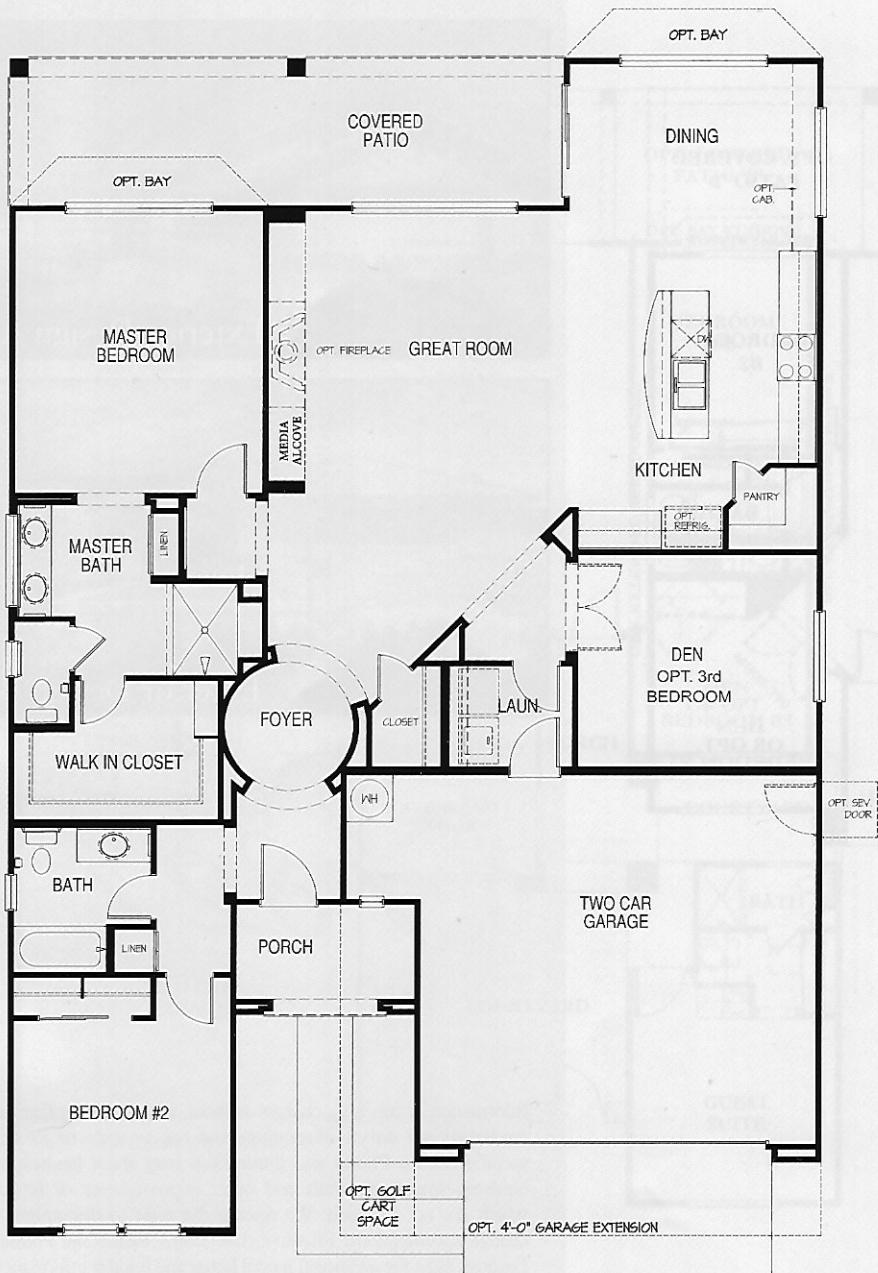 OPT. BAY
COVERED
PATIO
DINING
OPT. BAY
OPT.
CAB.
MASTER
BEDROOM
OPT. FIREPLACE
GREAT ROOM
DW
MEDIA
ALCOVE
KITCHEN
PANTRY
OPT.
REFRIG.
MASTER
BATH
LINEN
DEN
OPT. 3rd
BEDROOM
FOYER
CLOSET
LAUN.
WALK IN CLOSET
WH
OPT. SEV.
DOOR
BATH
TWO CAR
GARAGE
LINEN
PORCH
BEDROOM #2
OPT. GOLF
CART
SPACE
OPT. 4'-0" GARAGE EXTENSION